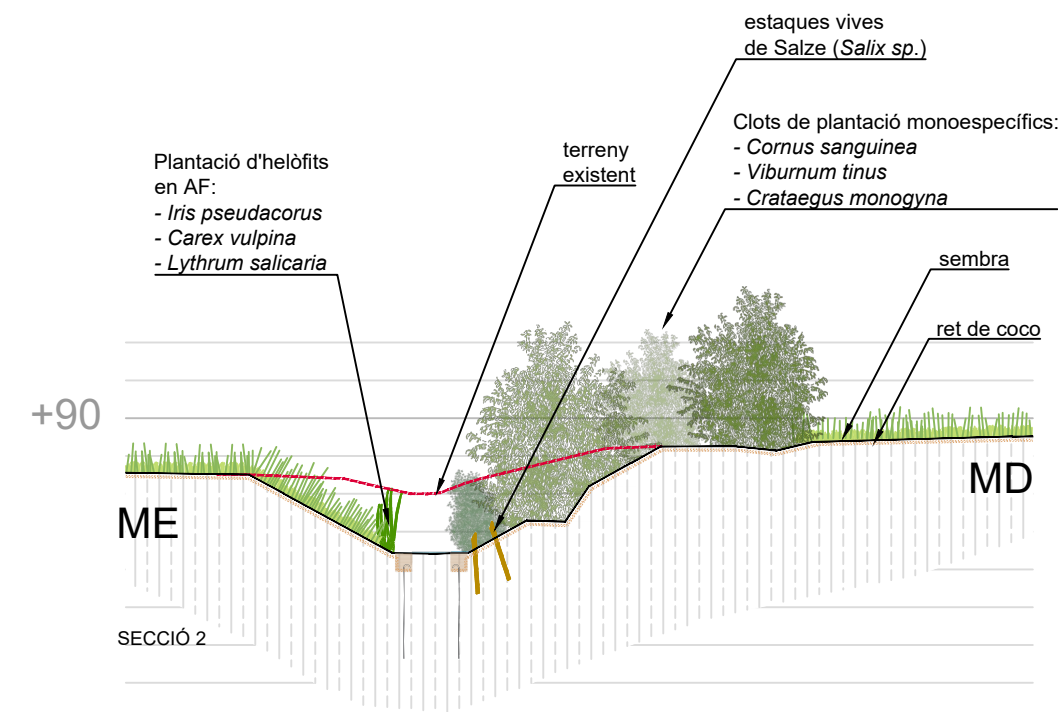 estaques vives
de Salze (Salix sp.)
Clots de plantació monoespecífics:
- Cornus sanguinea
- Viburnum tinus
- Crataegus monogyna
terreny
existent
Plantació d'helòfits
en AF:
- Iris pseudacorus
- Carex vulpina
- Lythrum salicaria
sembra
ret de coco
+90
MD
ME
SECCIÓ 2